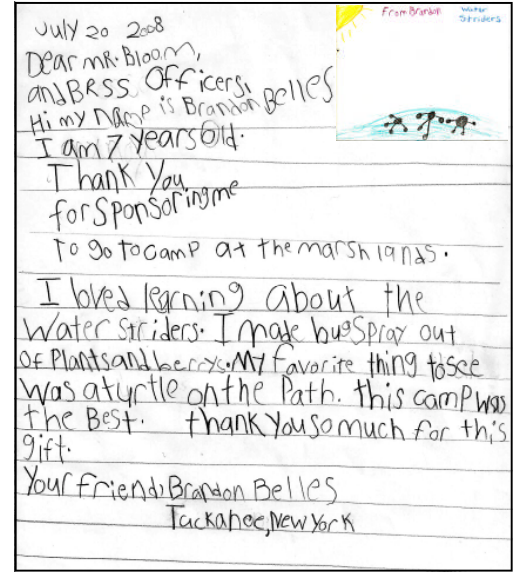 July 20 2008
Dear mr. Bloom,
and BRSS Officers,
Hi my name is Brandon Belles
I am 7 years old.
Thank You
for Sponsoring me
To go to camp at the marsh lands.
I loved learning about the
Water Striders. I made bug Spray out
of Plants and berrys. My favorite thing to see
Was a turtle on the Path. this camp was
the Best. thank you so much for this
gift.
Your friend, Brandon Belles
Tuckahoe, New York
From Brandon
Water
Striders